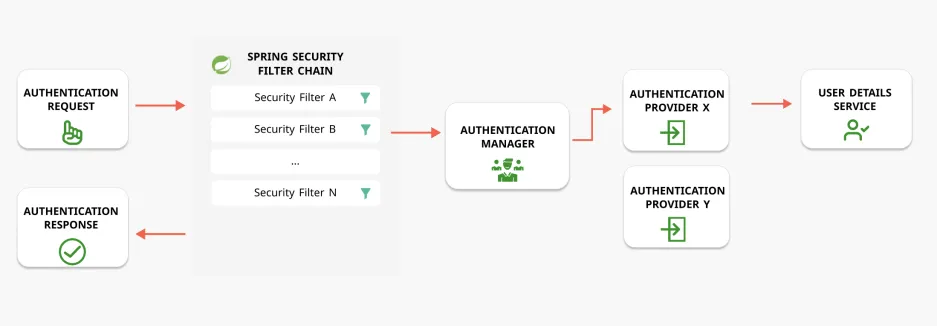 AUTHENTICATION
REQUEST
SPRING SECURITY
FILTER CHAIN
Security Filter A
Security Filter B
...
Security Filter N
AUTHENTICATION
RESPONSE
AUTHENTICATION
MANAGER
AUTHENTICATION
PROVIDER X
AUTHENTICATION
PROVIDER Y
USER DETAILS
SERVICE